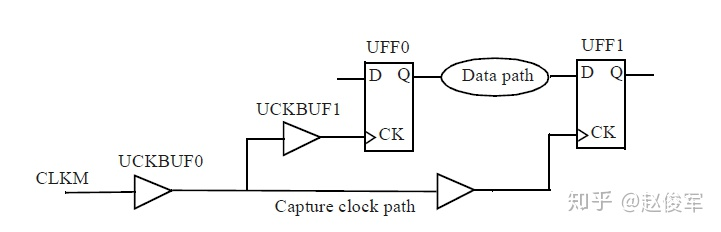 UFF0
UFF1
D Q
Data path
D Q
UCKBUF1
CK
CK
UCKBUF0
CLKM
Capture clock path
知乎 @赵俊军